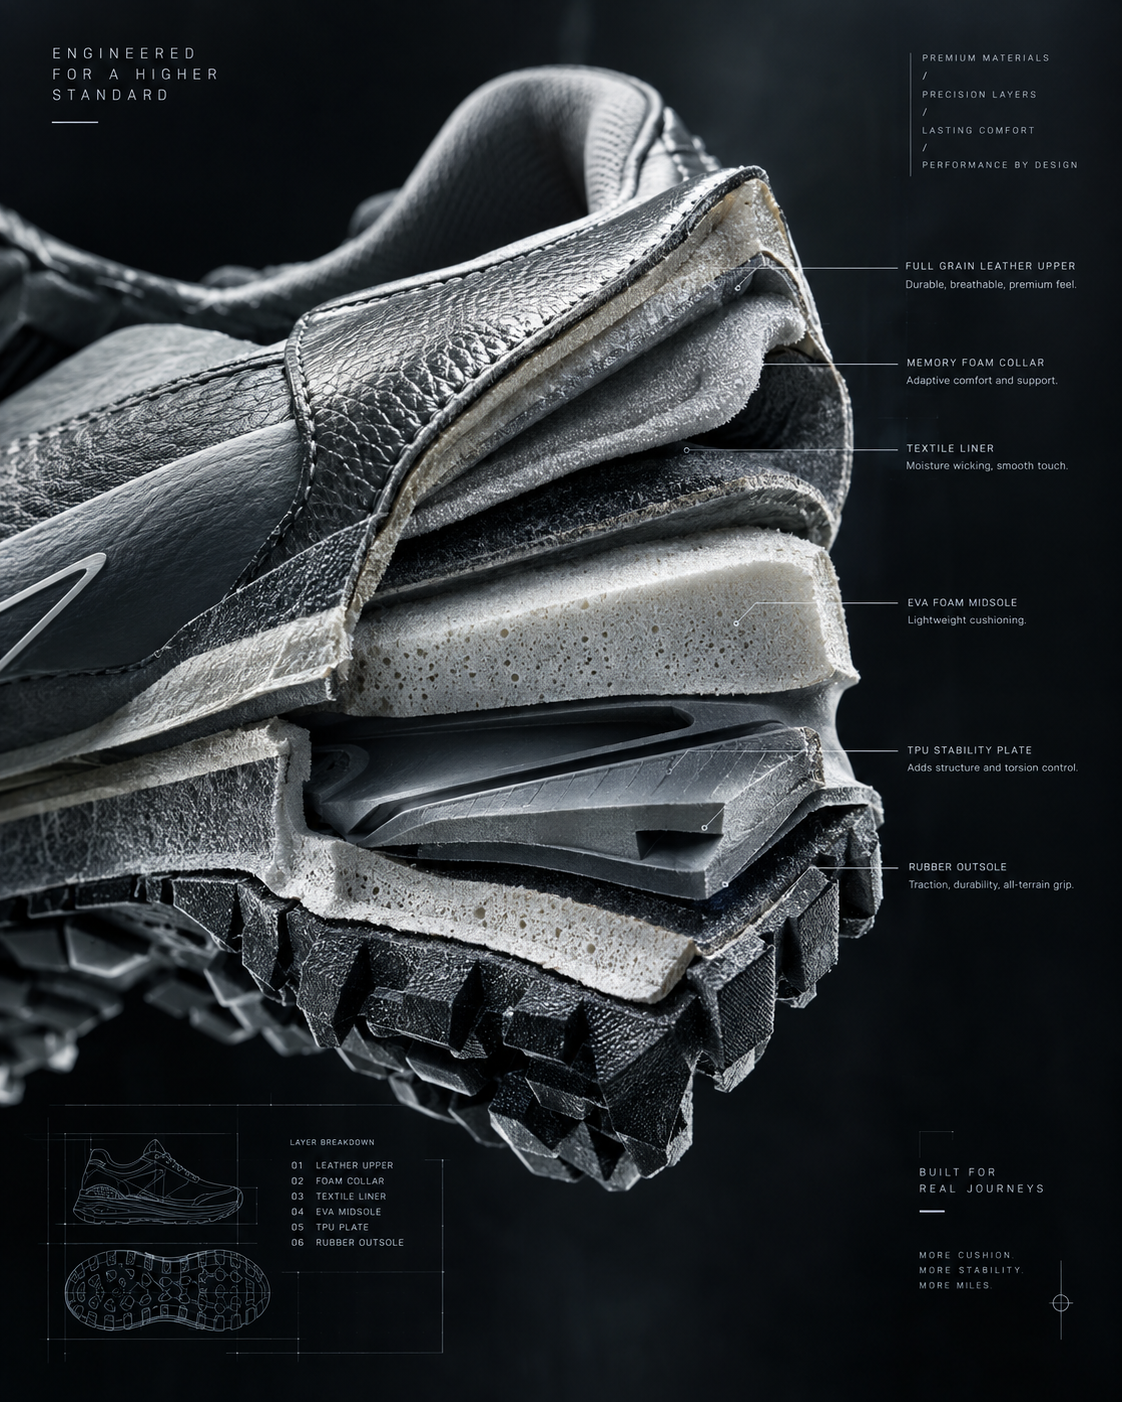 ENGINEERED
FOR A HIGHER
STANDARD
PREMIUM MATERIALS
/
PRECISION LAYERS
/
LASTING COMFORT
/
PERFORMANCE BY DESIGN
FULL GRAIN LEATHER UPPER
Durable, breathable, premium feel.
MEMORY FOAM COLLAR
Adaptive comfort and support.
TEXTILE LINER
Moisture wicking, smooth touch.
EVA FOAM MIDSOLE
Lightweight cushioning.
TPU STABILITY PLATE
Adds structure and torsion control.
RUBBER OUTSOLE
Traction, durability, all-terrain grip.
LAYER BREAKDOWN
01 LEATHER UPPER
02 FOAM COLLAR
03 TEXTILE LINER
04 EVA MIDSOLE
05 TPU PLATE
06 RUBBER OUTSOLE
BUILT FOR
REAL JOURNEYS
MORE CUSHION.
MORE STABILITY.
MORE MILES.